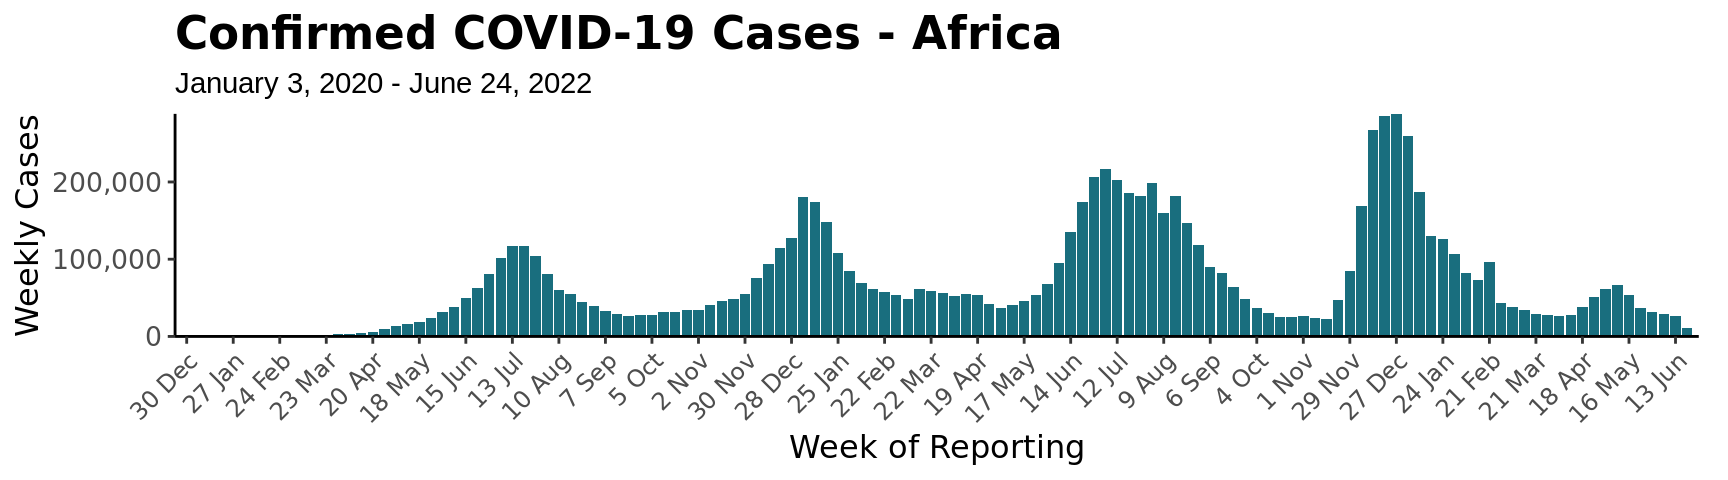 Confirmed COVID-19 Cases - Africa
January 3, 2020 - June 24, 2022
Weekly Cases
200,000
100,000
0
30 Dec
27 Jan
24 Feb
23 Mar
20 Apr
18 May
15 Jun
13 Jul
10 Aug
7 Sep
5 Oct
2 Nov
30 Nov
28 Dec
25 Jan
22 Feb
22 Mar
19 Apr
17 May
14 Jun
12 Jul
9 Aug
6 Sep
4 Oct
1 Nov
29 Nov
27 Dec
24 Jan
21 Feb
21 Mar
18 Apr
16 May
13 Jun
Week of Reporting